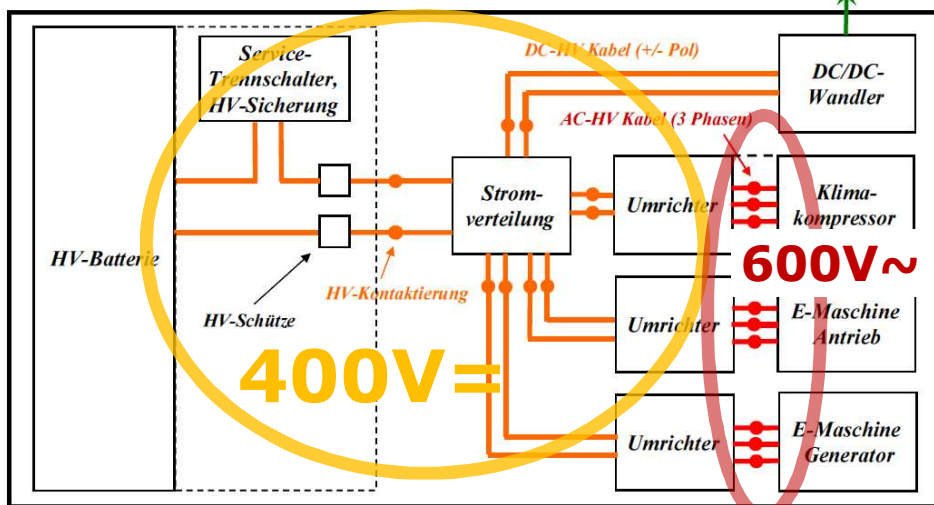 Service-
Trennschalter,
HV-Sicherung
DC-HV Kabel (+/- Pol)
DC/DC-
Wandler
AC-HV Kabel (3 Phasen)
Strom-
verteilung
Umrichter
Klima-
kompressor
HV-Batterie
600V~
HV-Kontaktierung
HV-Schütze
Umrichter
E-Maschine
Antrieb
400V=
Umrichter
E-Maschine
Generator